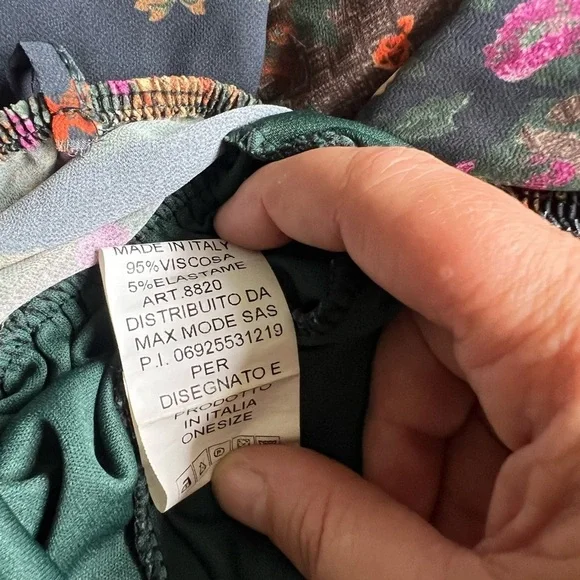 MADE IN ITALY
95%VISCOSA
5%ELASTAME
ART.8820
DISTRIBUITO DA
MAX MODE SAS
P.I. 06925531219
PER
DISEGNATO E
PRODOTTO
IN ITALIA
ONESIZE